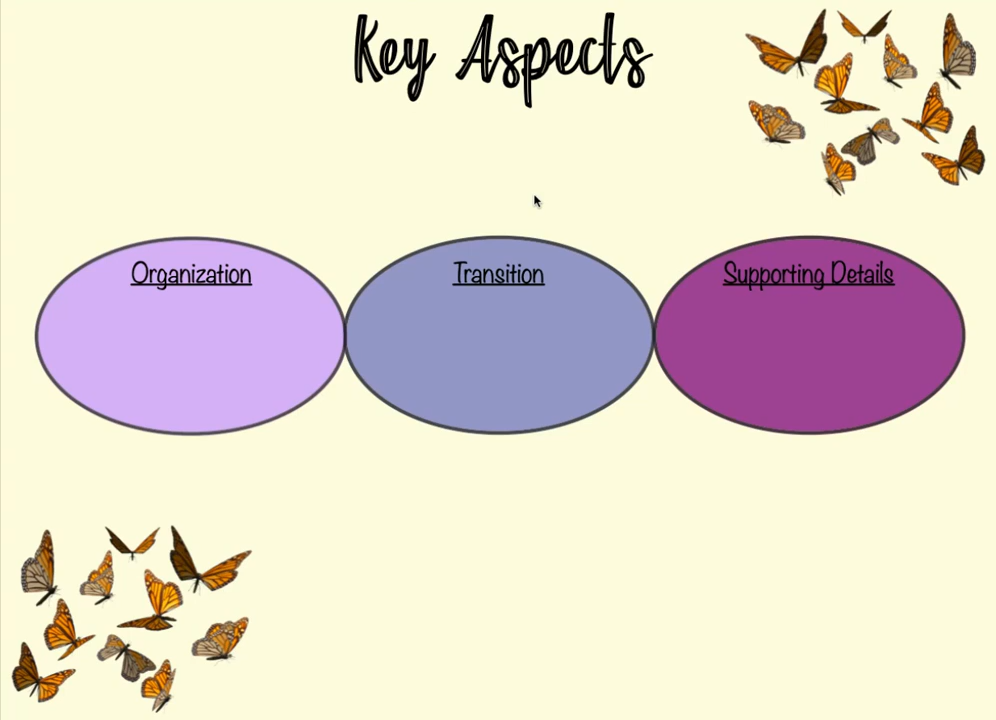 Key Aspects
Organization
Transition
Supporting Details